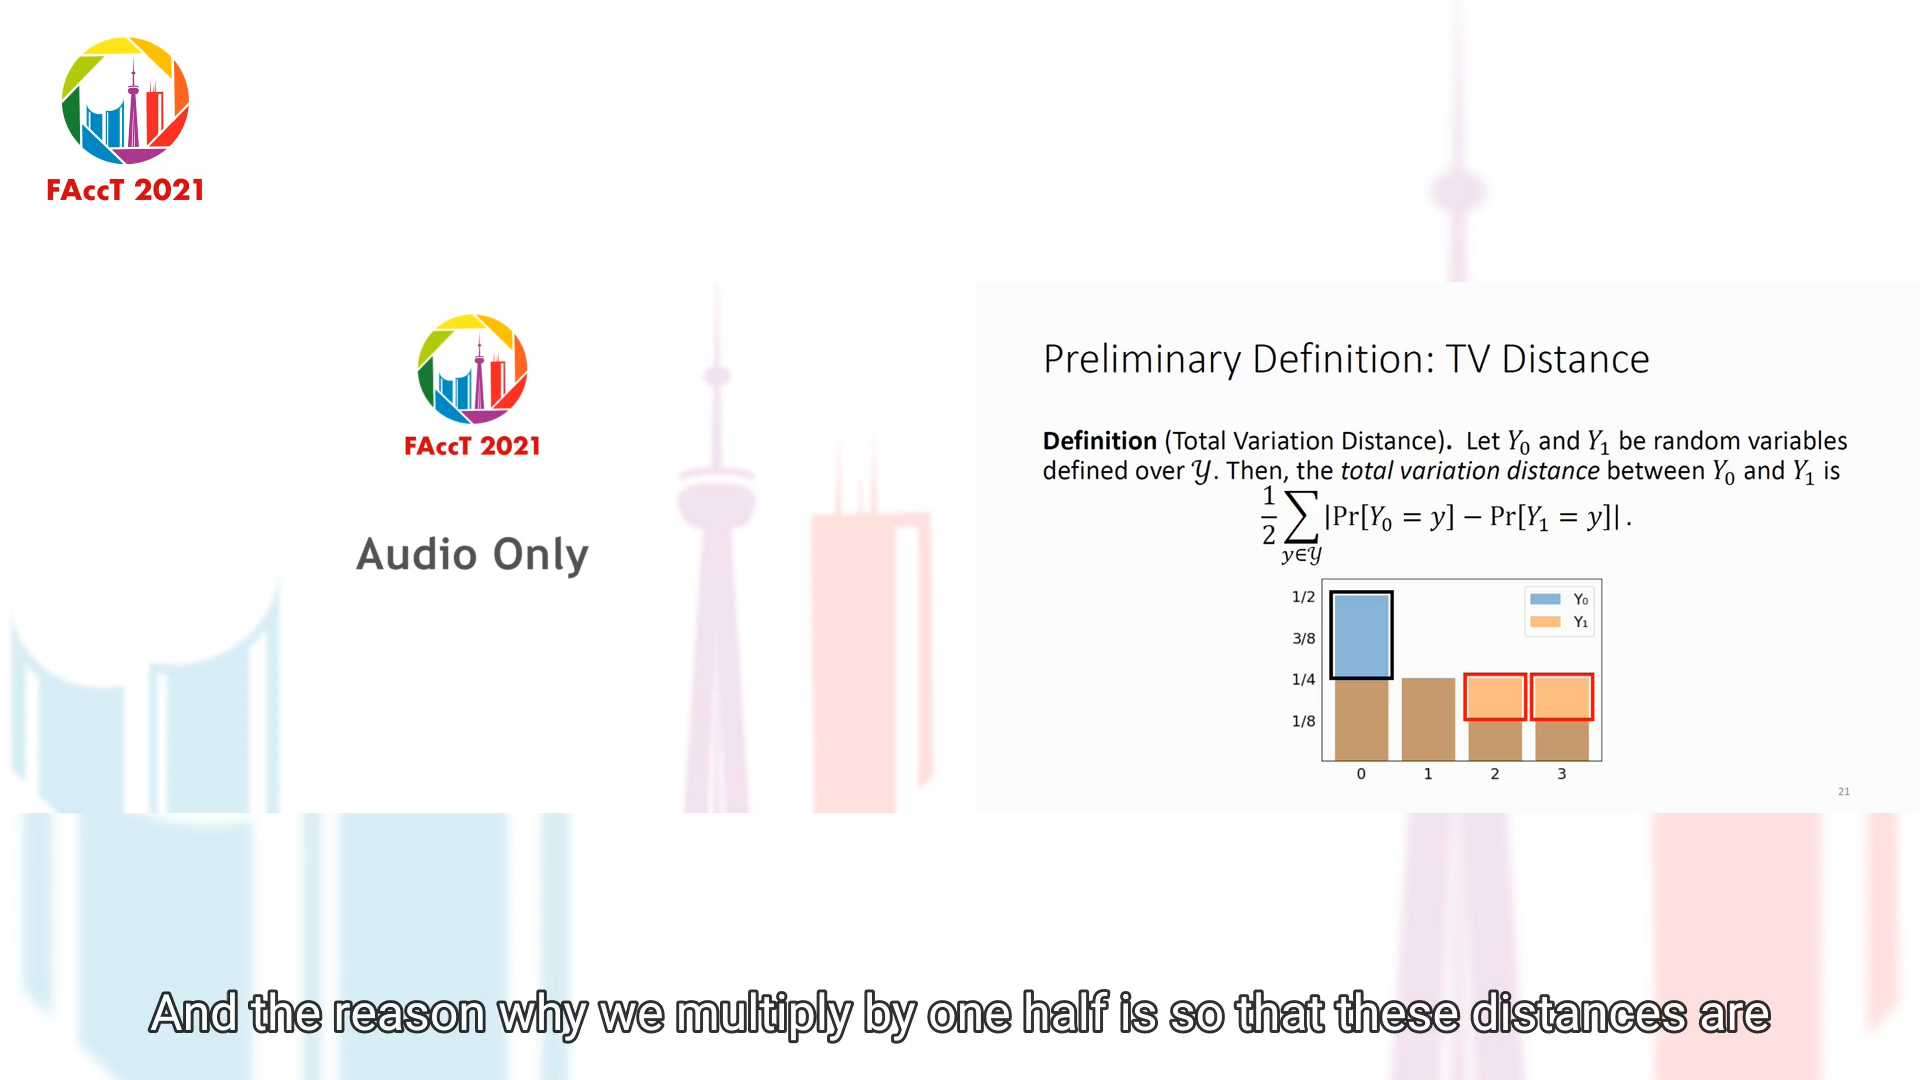 FAccT 2021
FAccT 2021
Audio Only
Preliminary Definition: TV Distance
Definition (Total Variation Distance). Let Y₀ and Y₁ be random variables
defined over 𝒴. Then, the total variation distance between Y₀ and Y₁ is
1/2 ∑_{y∈𝒴} |Pr[Y₀ = y] − Pr[Y₁ = y]| .
1/2
3/8
1/4
1/8
Y₀
Y₁
0 1 2 3
21
And the reason why we multiply by one half is so that these distances are